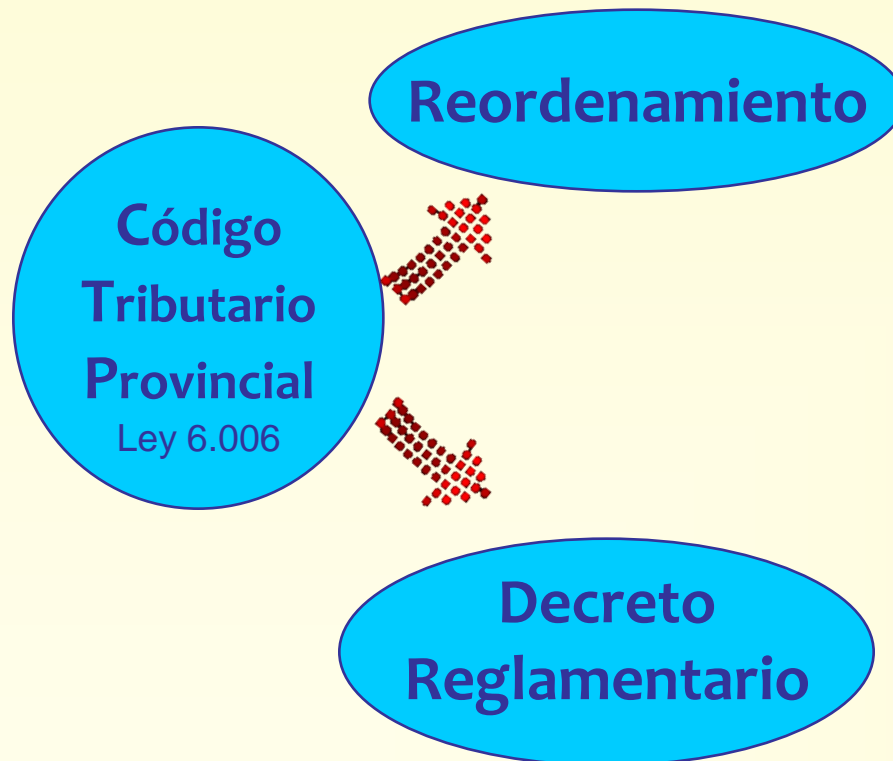 Reordenamiento
Código
Tributario
Provincial
Ley 6.006
Decreto
Reglamentario